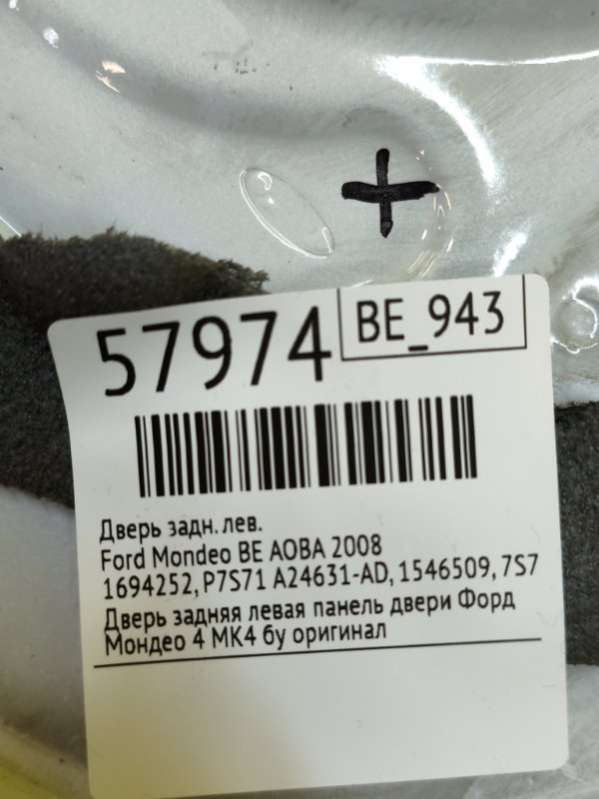 +
57974 BE_943
Дверь задн. лев.
Ford Mondeo BE AOBA 2008
1694252, P7S71 A24631-AD, 1546509, 7S7
Дверь задняя левая панель двери Форд
Мондео 4 МК4 бу оригинал